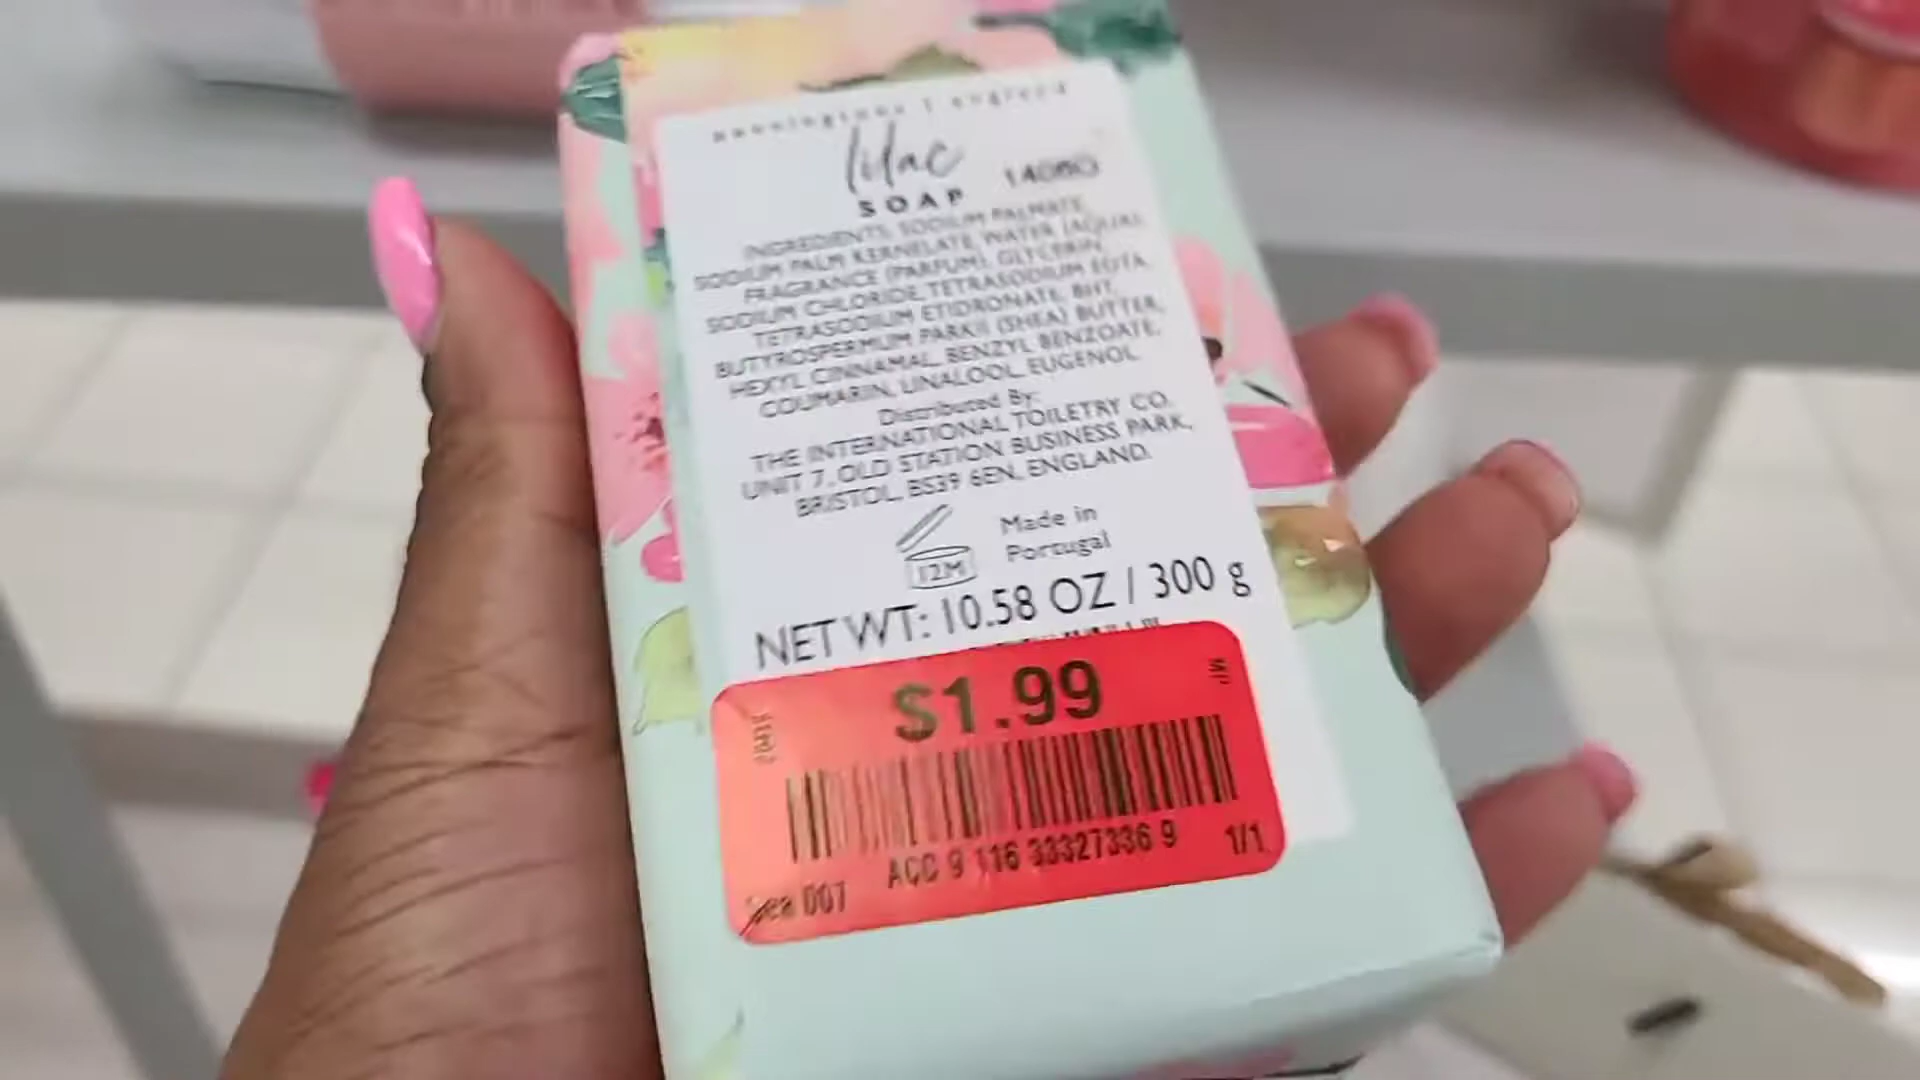 lilac
SOAP
INGREDIENTS: SODIUM PALMATE,
SODIUM PALM KERNELATE, WATER (AQUA),
FRAGRANCE (PARFUM), GLYCERIN,
SODIUM CHLORIDE, TETRASODIUM EDTA,
TETRASODIUM ETIDRONATE, BHT,
BUTYROSPERMUM PARKII (SHEA) BUTTER,
HEXYL CINNAMAL, BENZYL BENZOATE,
COUMARIN, LINALOOL, EUGENOL
Distributed By:
THE INTERNATIONAL TOILETRY CO.
UNIT 7, OLD STATION BUSINESS PARK,
BRISTOL, BS39 6EN, ENGLAND.
12M
Made in
Portugal
NET WT: 10.58 OZ / 300 g
$1.99
ACC 9 116 33327336 9 1/1
007